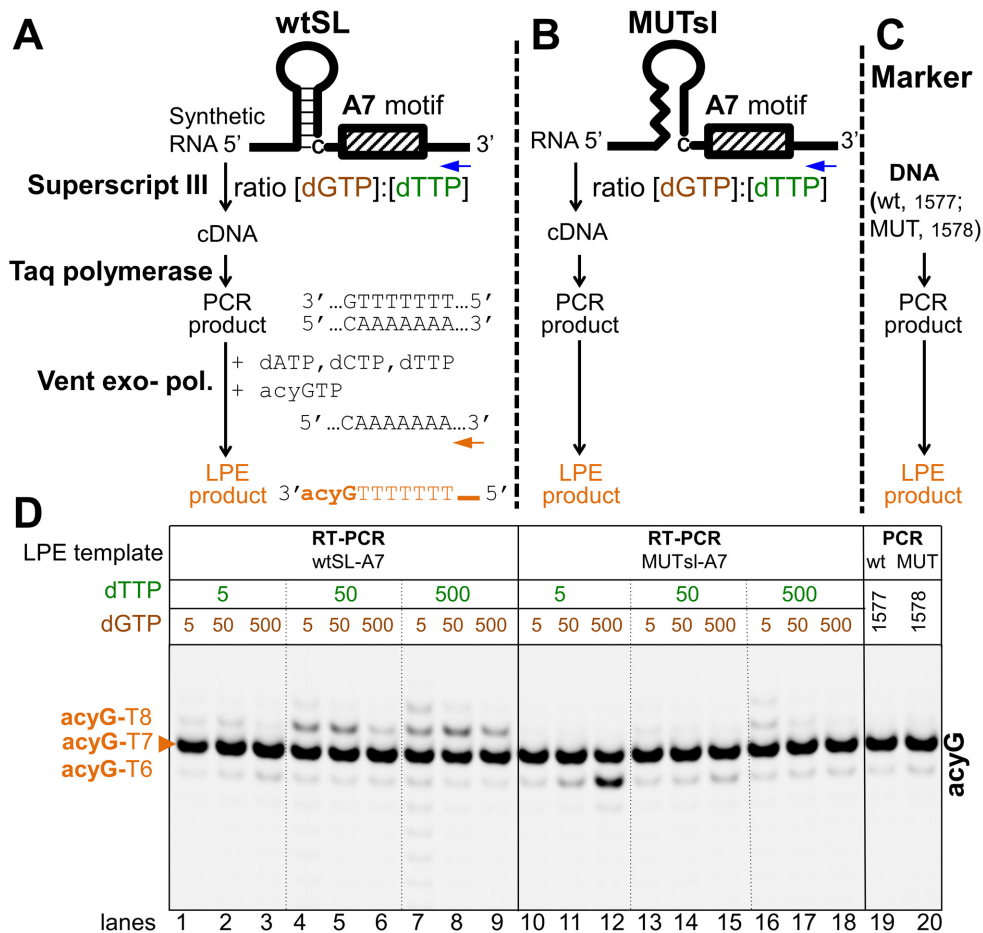 A
wtSL
Synthetic
RNA 5’
C
A7 motif
3’
Superscript III
ratio [dGTP]:[dTTP]
cDNA
Taq polymerase
PCR
product
3’…GTTTTTTT…5’
5’…CAAAAAAA…3’
Vent exo- pol.
+ dATP,dCTP,dTTP
+ acyGTP
5’…CAAAAAAA…3’
LPE
product
3’acyGTTTTTTT 5’
B
MUTsl
RNA 5’
C
A7 motif
3’
ratio [dGTP]:[dTTP]
cDNA
PCR
product
LPE
product
C
Marker
DNA
(wt, 1577;
MUT, 1578)
PCR
product
LPE
product
D
LPE template
RT-PCR
wtSL-A7
RT-PCR
MUTsl-A7
PCR
wt MUT
dTTP 5 50 500 5 50 500
dGTP 5 50 500 5 50 500 5 50 500 5 50 500 5 50 500 5 50 500
1577
1578
acyG-T8
acyG-T7
acyG-T6
acyG
lanes 1 2 3 4 5 6 7 8 9 10 11 12 13 14 15 16 17 18 19 20